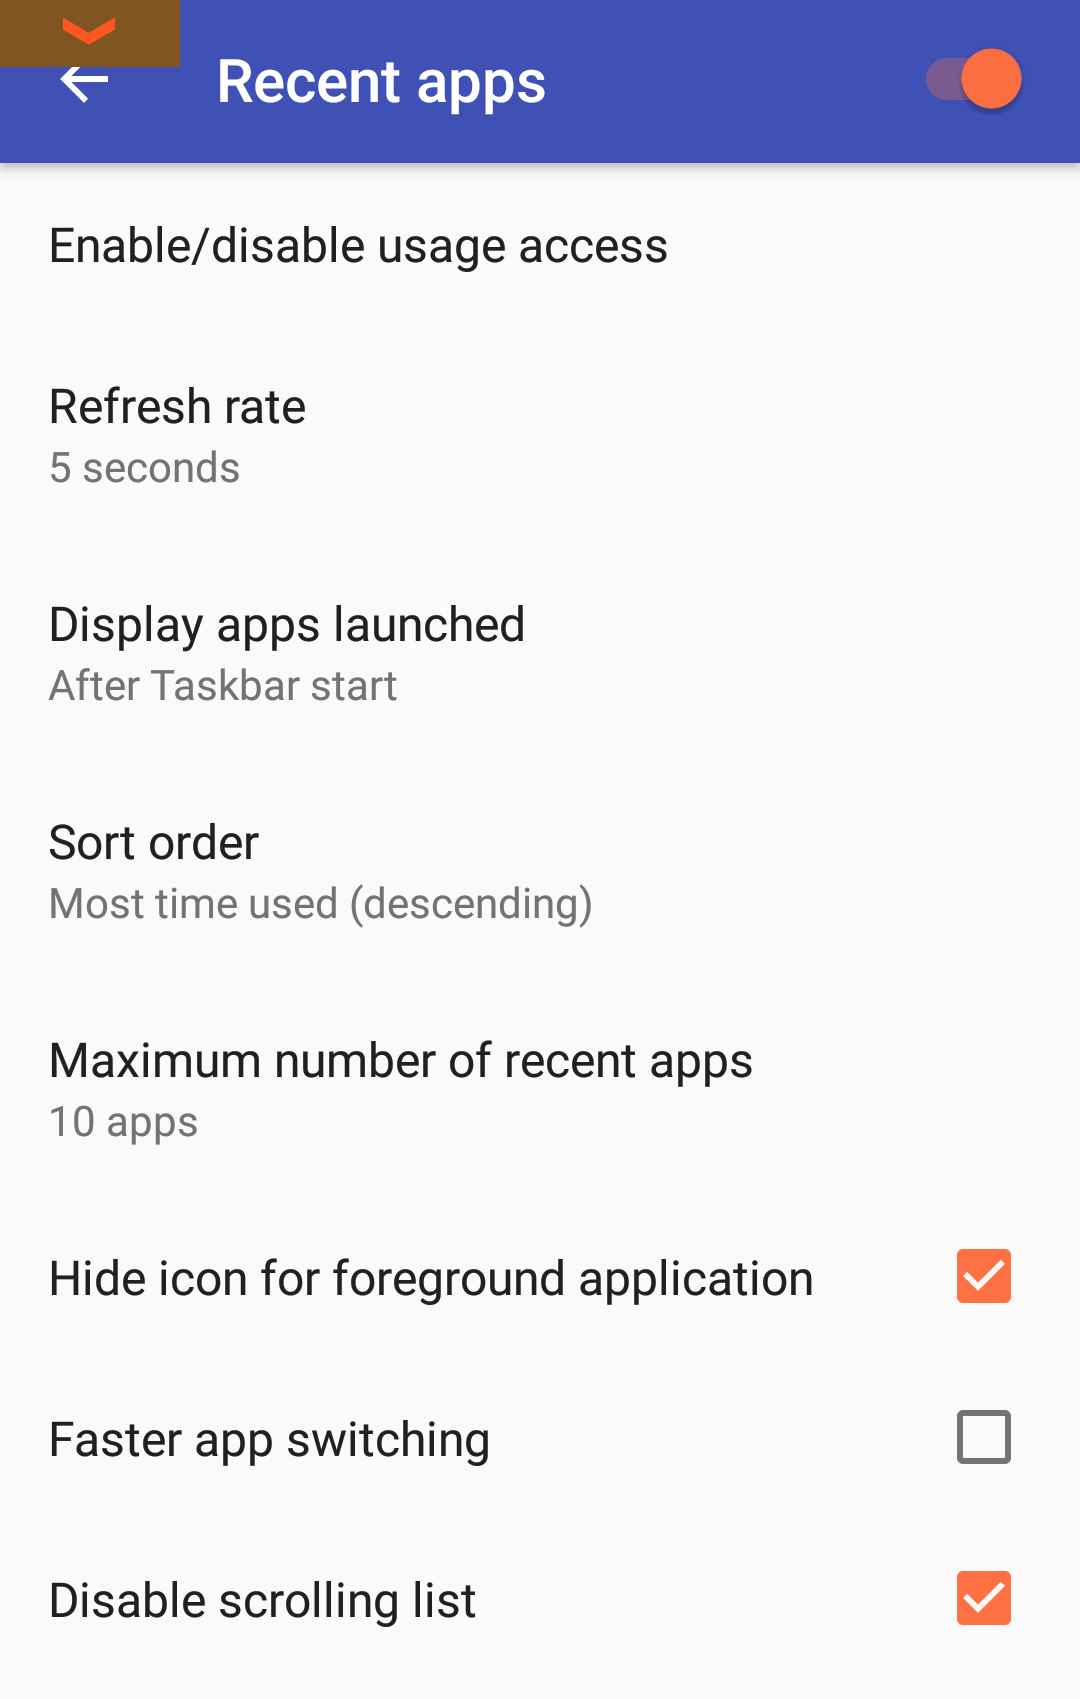 Recent apps
Enable/disable usage access
Refresh rate
5 seconds
Display apps launched
After Taskbar start
Sort order
Most time used (descending)
Maximum number of recent apps
10 apps
Hide icon for foreground application
Faster app switching
Disable scrolling list